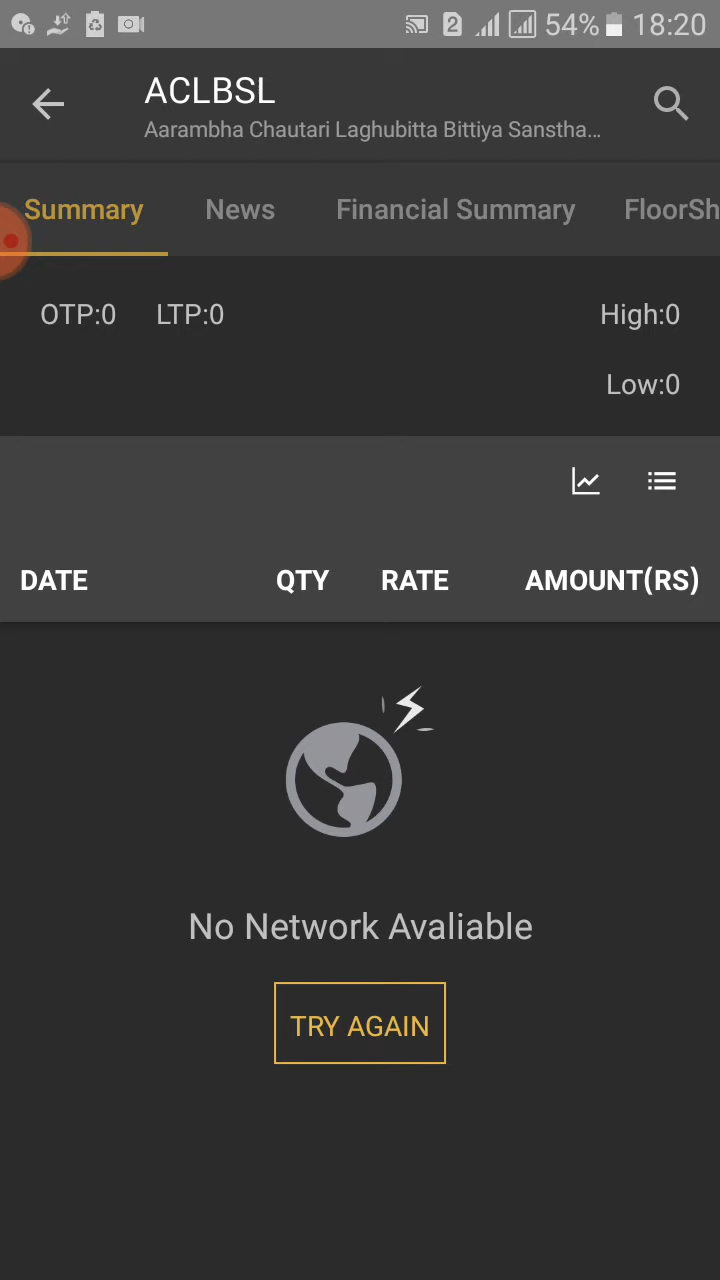 2 54% 18:20
ACLBSL
Aarambha Chautari Laghubitta Bittiya Sanstha...
Summary News Financial Summary FloorSh
OTP:0 LTP:0 High:0
Low:0
DATE QTY RATE AMOUNT(RS)
No Network Avaliable
TRY AGAIN